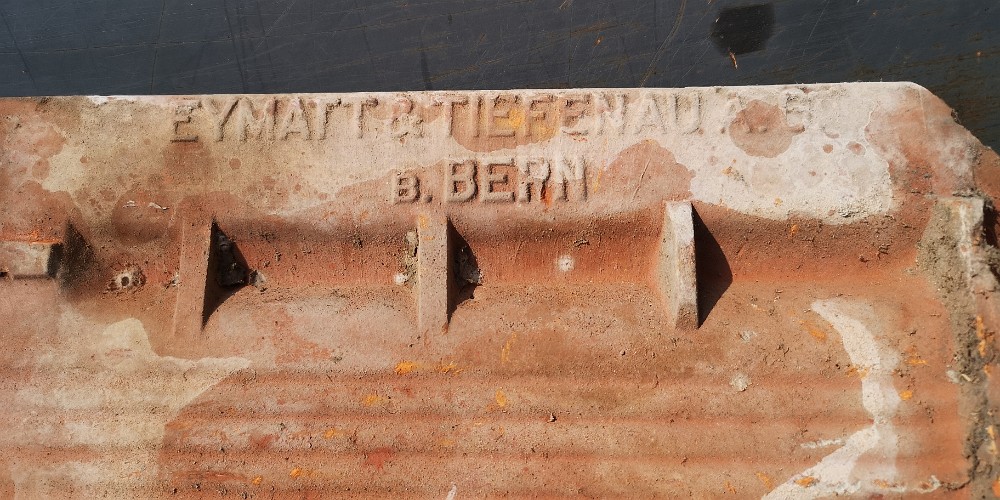 EYMATT & TIEFENAU A. G.
B. BERN